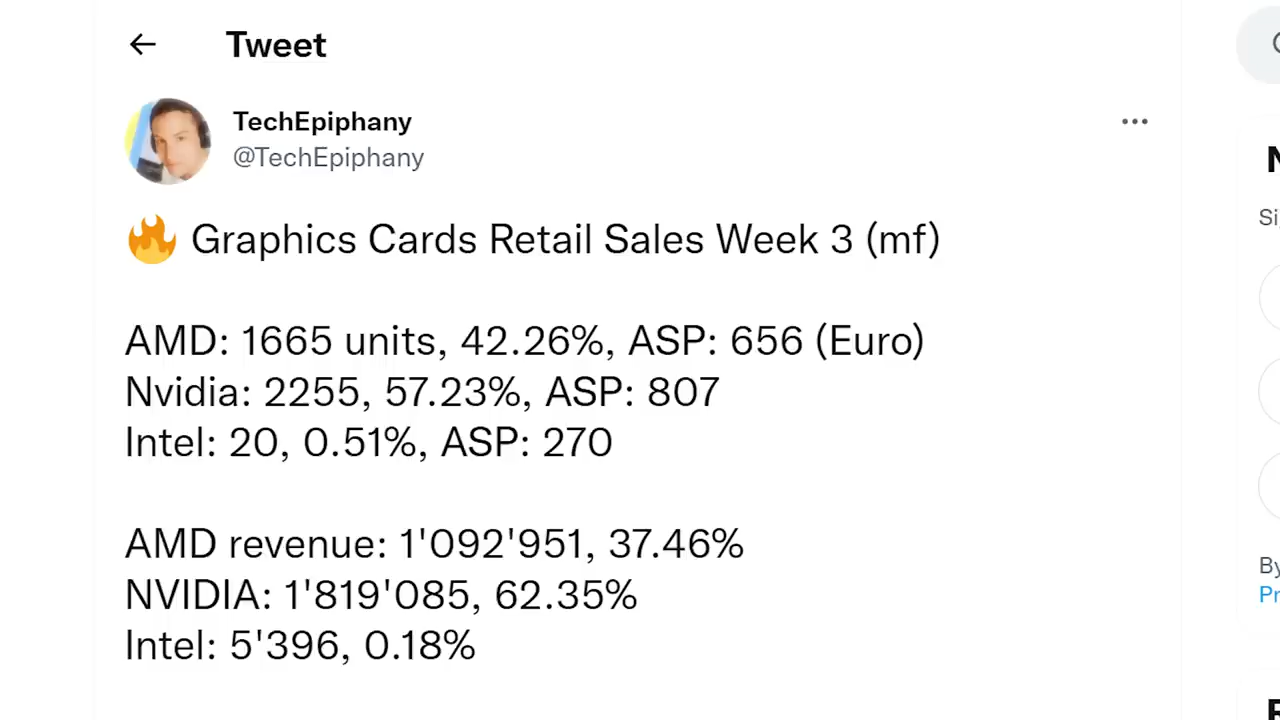 Tweet
TechEpiphany
@TechEpiphany
Graphics Cards Retail Sales Week 3 (mf)
AMD: 1665 units, 42.26%, ASP: 656 (Euro)
Nvidia: 2255, 57.23%, ASP: 807
Intel: 20, 0.51%, ASP: 270
AMD revenue: 1'092'951, 37.46%
NVIDIA: 1'819'085, 62.35%
Intel: 5'396, 0.18%